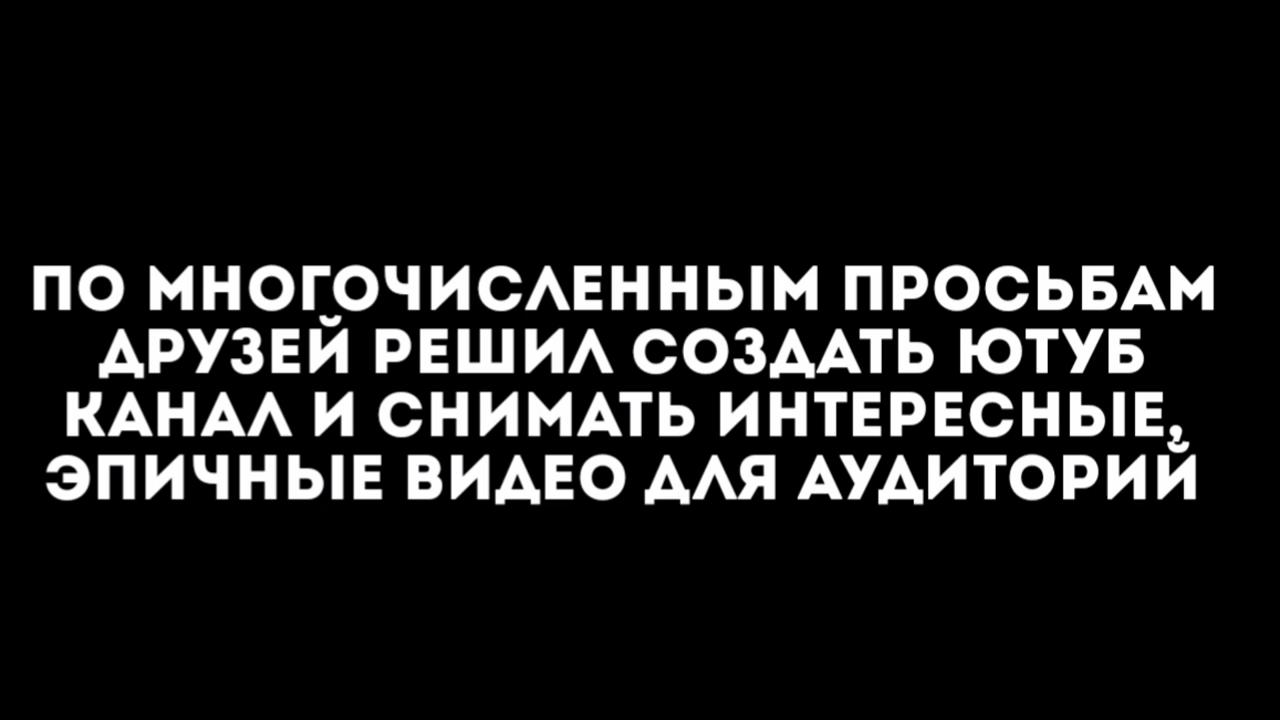 ПО МНОГОЧИСЛЕННЫМ ПРОСЬБАМ
ДРУЗЕЙ РЕШИЛ СОЗДАТЬ ЮТУБ
КАНАЛ И СНИМАТЬ ИНТЕРЕСНЫЕ,
ЭПИЧНЫЕ ВИДЕО ДЛЯ АУДИТОРИЙ